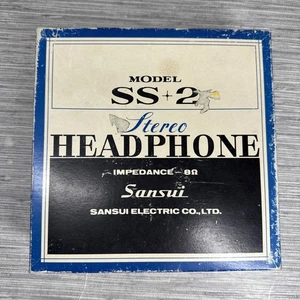 MODEL
SS-2
Stereo
HEADPHONE
IMPEDANCE 8Ω
Sansui
SANSUI ELECTRIC CO., LTD.